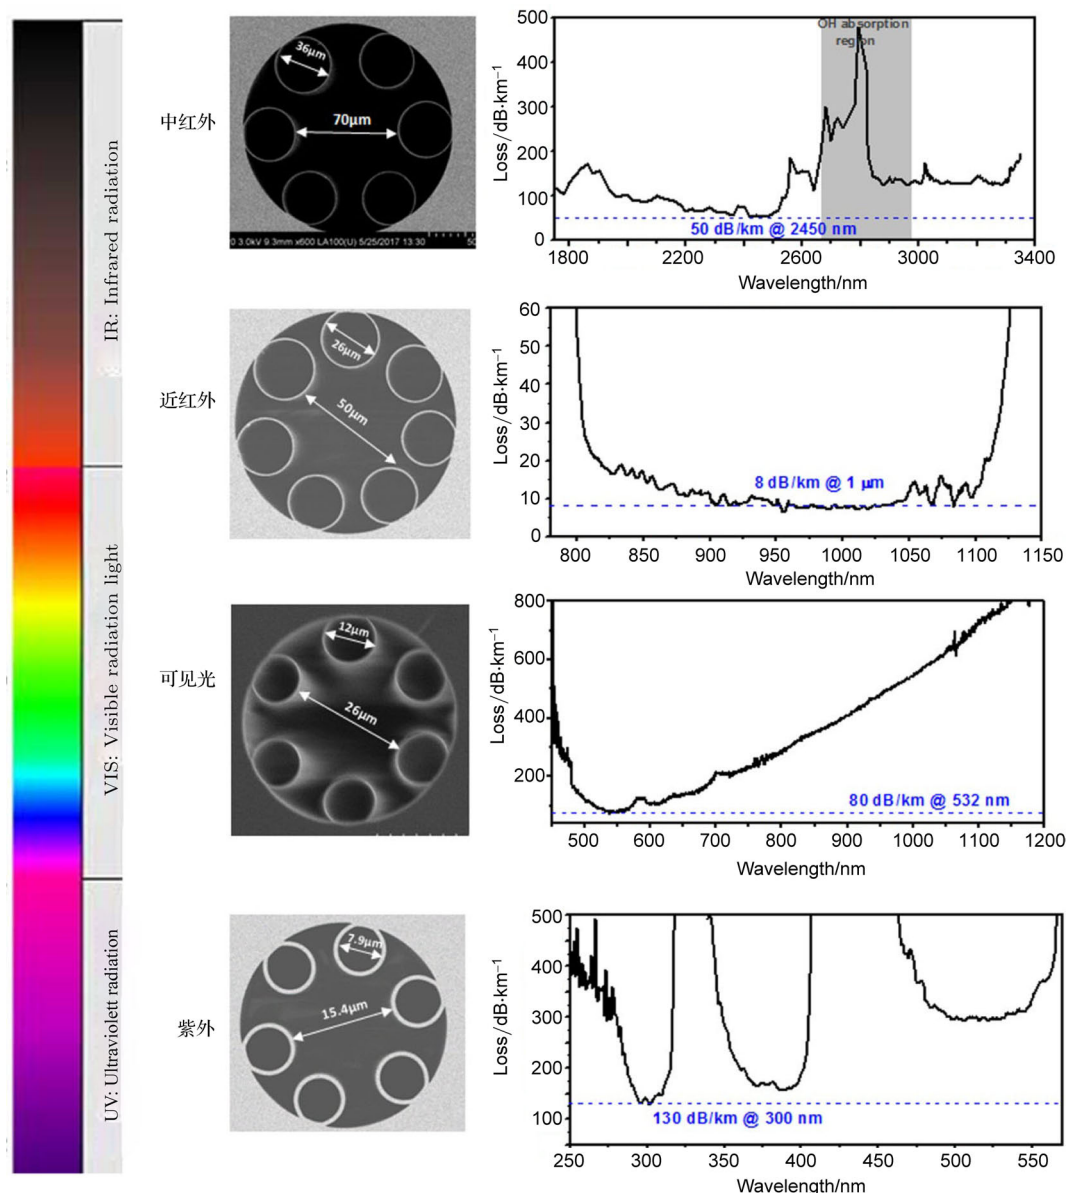 IR: Infrared radiation
VIS: Visible radiation light
UV: Ultraviolett radiation
中红外
36μm
70μm
0 3.0kV 9.3mm x600 LA100(U) 5/25/2017 13:30
Loss/dB·km⁻¹
500
400
300
200
100
0
OH absorption
region
50 dB/km @ 2450 nm
1800 2200 2600 3000 3400
Wavelength/nm
近红外
26μm
50μm
Loss/dB·km⁻¹
60
50
40
30
20
10
0
8 dB/km @ 1 μm
800 850 900 950 1000 1050 1100 1150
Wavelength/nm
可见光
12μm
26μm
Loss/dB·km⁻¹
800
600
400
200
80 dB/km @ 532 nm
500 600 700 800 900 1000 1100 1200
Wavelength/nm
紫外
7.9μm
15.4μm
Loss/dB·km⁻¹
500
400
300
200
100
130 dB/km @ 300 nm
250 300 350 400 450 500 550
Wavelength/nm